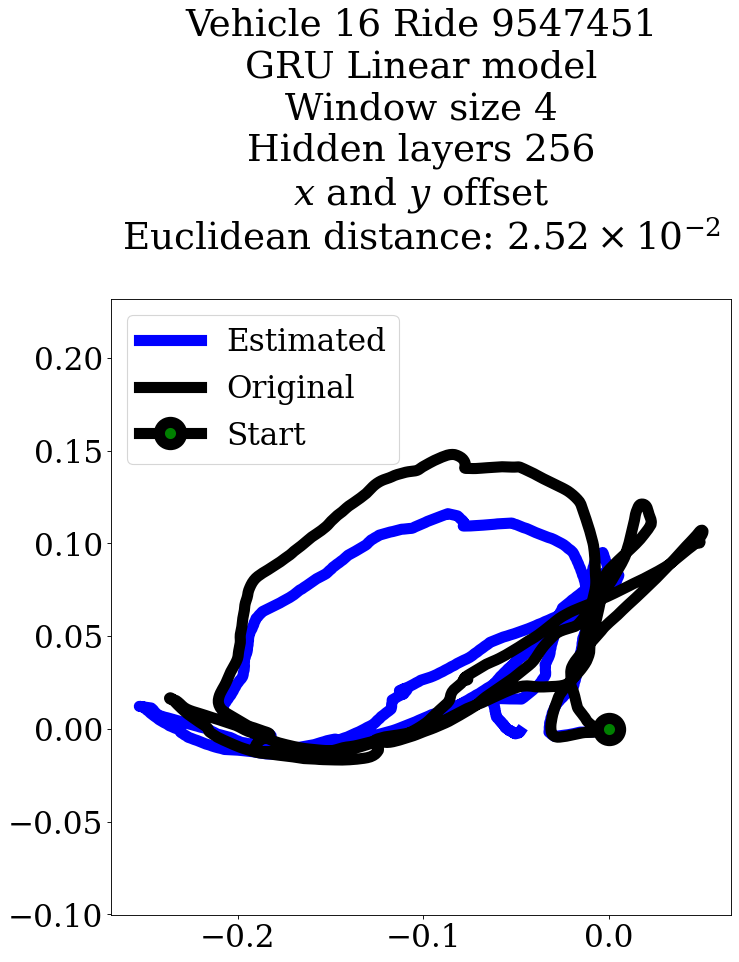 Vehicle 16 Ride 9547451
GRU Linear model
Window size 4
Hidden layers 256
x and y offset
Euclidean distance: 2.52 × 10⁻²
Estimated
Original
Start
0.20
0.15
0.10
0.05
0.00
−0.05
−0.10
−0.2
−0.1
0.0